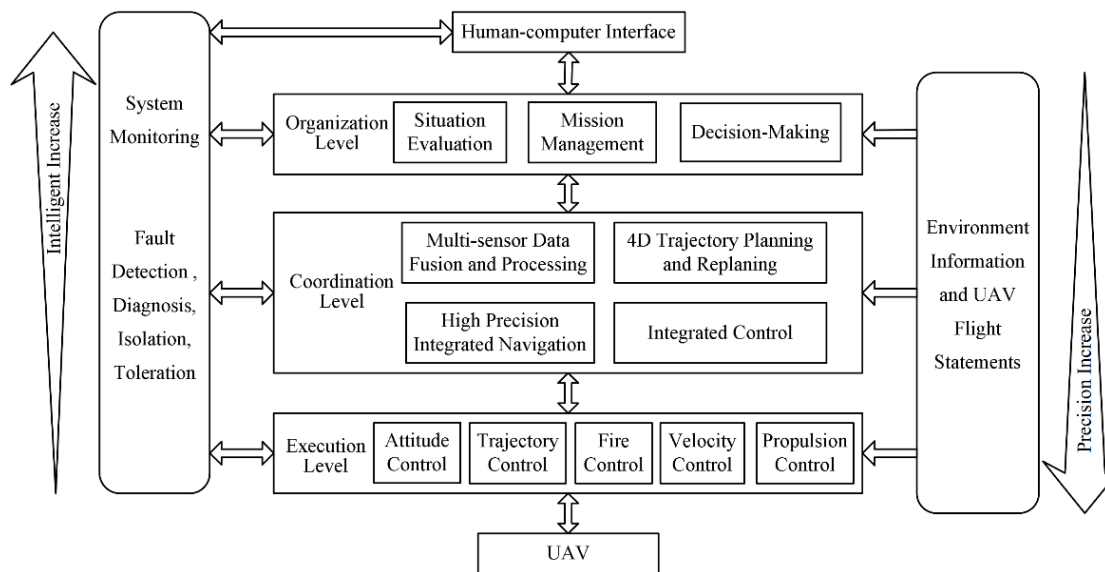 Human-computer Interface
Intelligent Increase
System
Monitoring
Fault
Detection ,
Diagnosis,
Isolation,
Toleration
Organization
Level
Situation
Evaluation
Mission
Management
Decision-Making
Coordination
Level
Multi-sensor Data
Fusion and Processing
4D Trajectory Planning
and Replaning
High Precision
Integrated Navigation
Integrated Control
Execution
Level
Attitude
Control
Trajectory
Control
Fire
Control
Velocity
Control
Propulsion
Control
UAV
Environment
Information
and UAV
Flight
Statements
Precision Increase